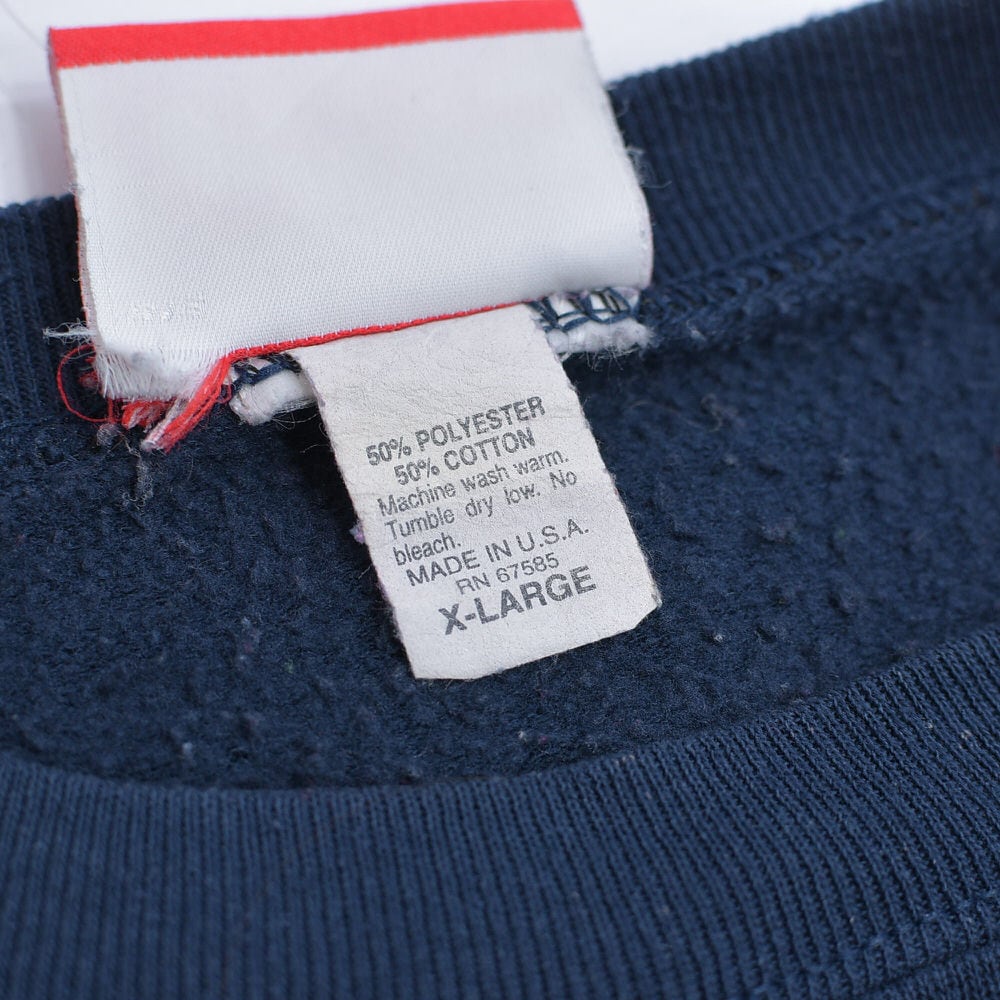 50% POLYESTER
50% COTTON
Machine wash warm.
Tumble dry low. No
bleach.
MADE IN U.S.A.
RN 67585
X-LARGE